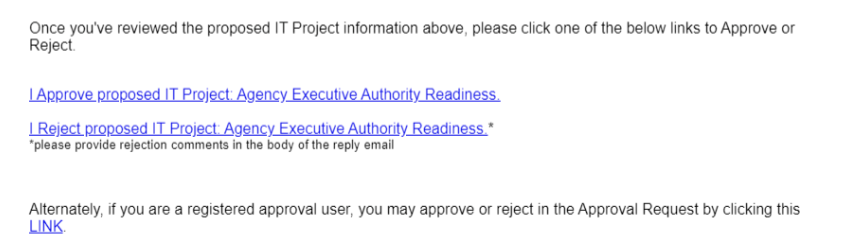 Once you've reviewed the proposed IT Project information above, please click one of the below links to Approve or
Reject.
I Approve proposed IT Project: Agency Executive Authority Readiness.
I Reject proposed IT Project: Agency Executive Authority Readiness.*
*please provide rejection comments in the body of the reply email
Alternately, if you are a registered approval user, you may approve or reject in the Approval Request by clicking this
LINK.